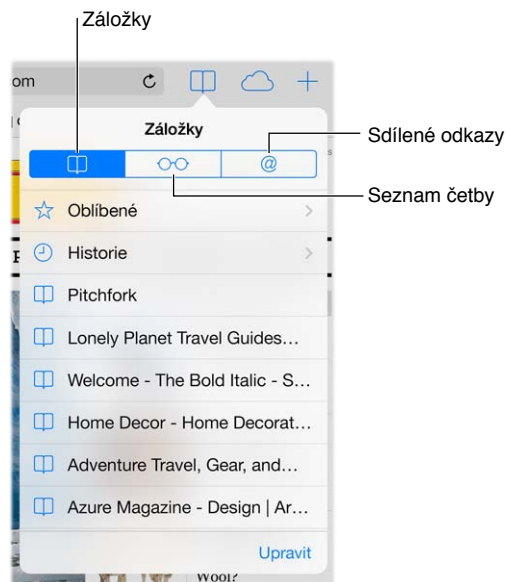 Záložky
om
Záložky
Sdílené odkazy
@
Seznam četby
Oblíbené
Historie
Pitchfork
Lonely Planet Travel Guides…
Welcome - The Bold Italic - S…
Home Decor - Home Decorat…
Adventure Travel, Gear, and…
Azure Magazine - Design | Ar…
Upravit
Wool?